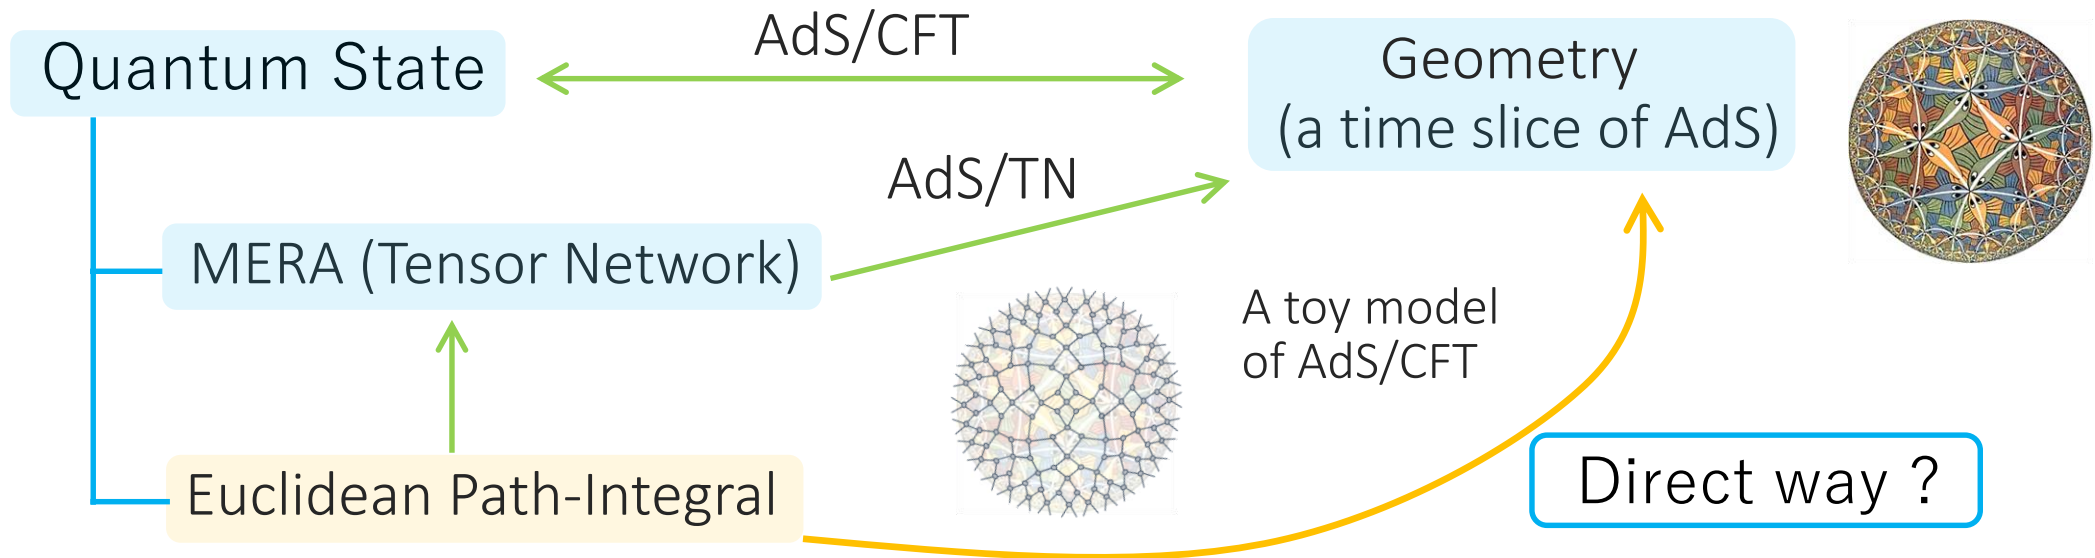 Quantum State
AdS/CFT
Geometry
(a time slice of AdS)
AdS/TN
MERA (Tensor Network)
A toy model
of AdS/CFT
Euclidean Path-Integral
Direct way ?